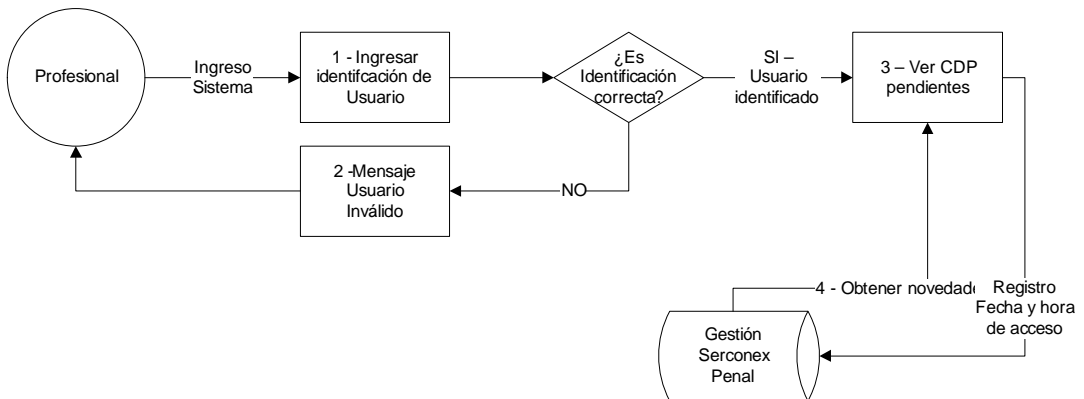 Profesional
Ingreso
Sistema
1 - Ingresar
identifcación de
Usuario
¿Es
Identificación
correcta?
SI –
Usuario
identificado
3 – Ver CDP
pendientes
2 -Mensaje
Usuario
Inválido
NO
4 - Obtener novedade
Registro
Fecha y hora
de acceso
Gestión
Serconex
Penal